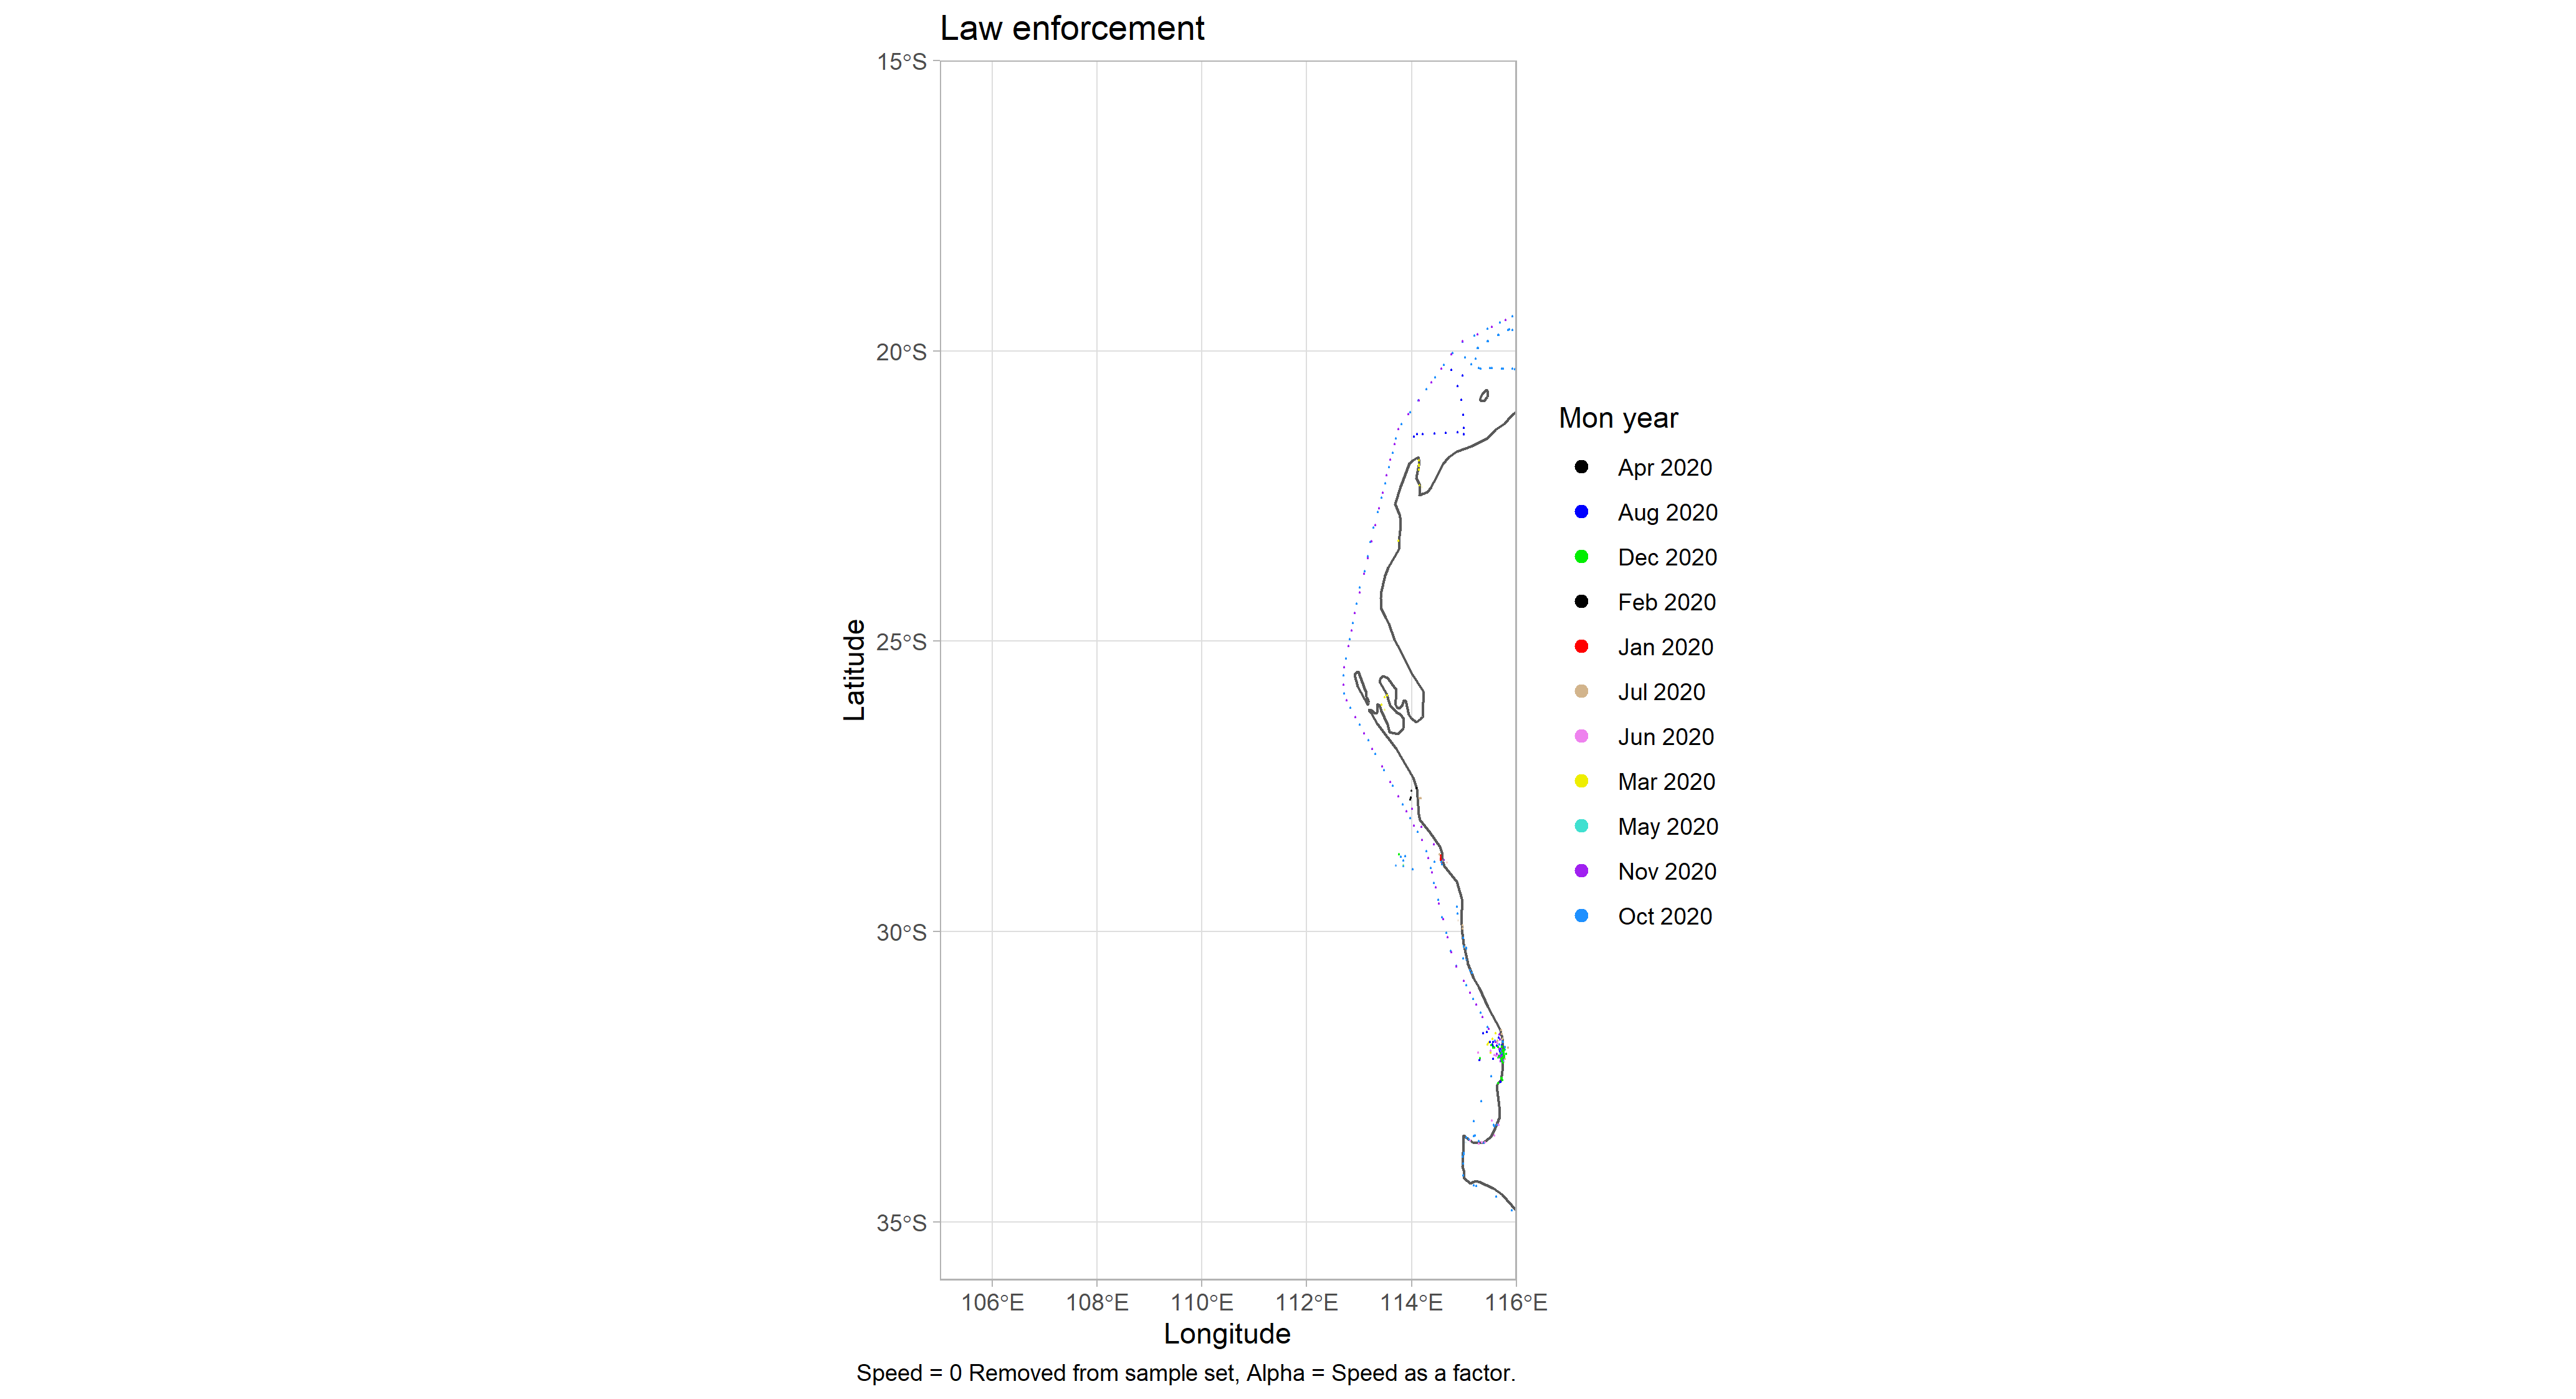 Law enforcement
15°S
20°S
25°S
30°S
35°S
Latitude
106°E 108°E 110°E 112°E 114°E 116°E
Longitude
Speed = 0 Removed from sample set, Alpha = Speed as a factor.
Mon year
Apr 2020
Aug 2020
Dec 2020
Feb 2020
Jan 2020
Jul 2020
Jun 2020
Mar 2020
May 2020
Nov 2020
Oct 2020